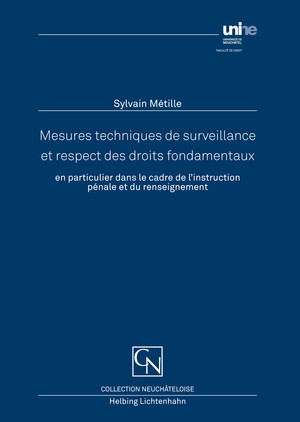 unine
UNIVERSITÉ DE
NEUCHÂTEL
FACULTÉ DE DROIT
Sylvain Métille
Mesures techniques de surveillance
et respect des droits fondamentaux
en particulier dans le cadre de l'instruction
pénale et du renseignement
CN
COLLECTION NEUCHÂTELOISE
Helbing Lichtenhahn